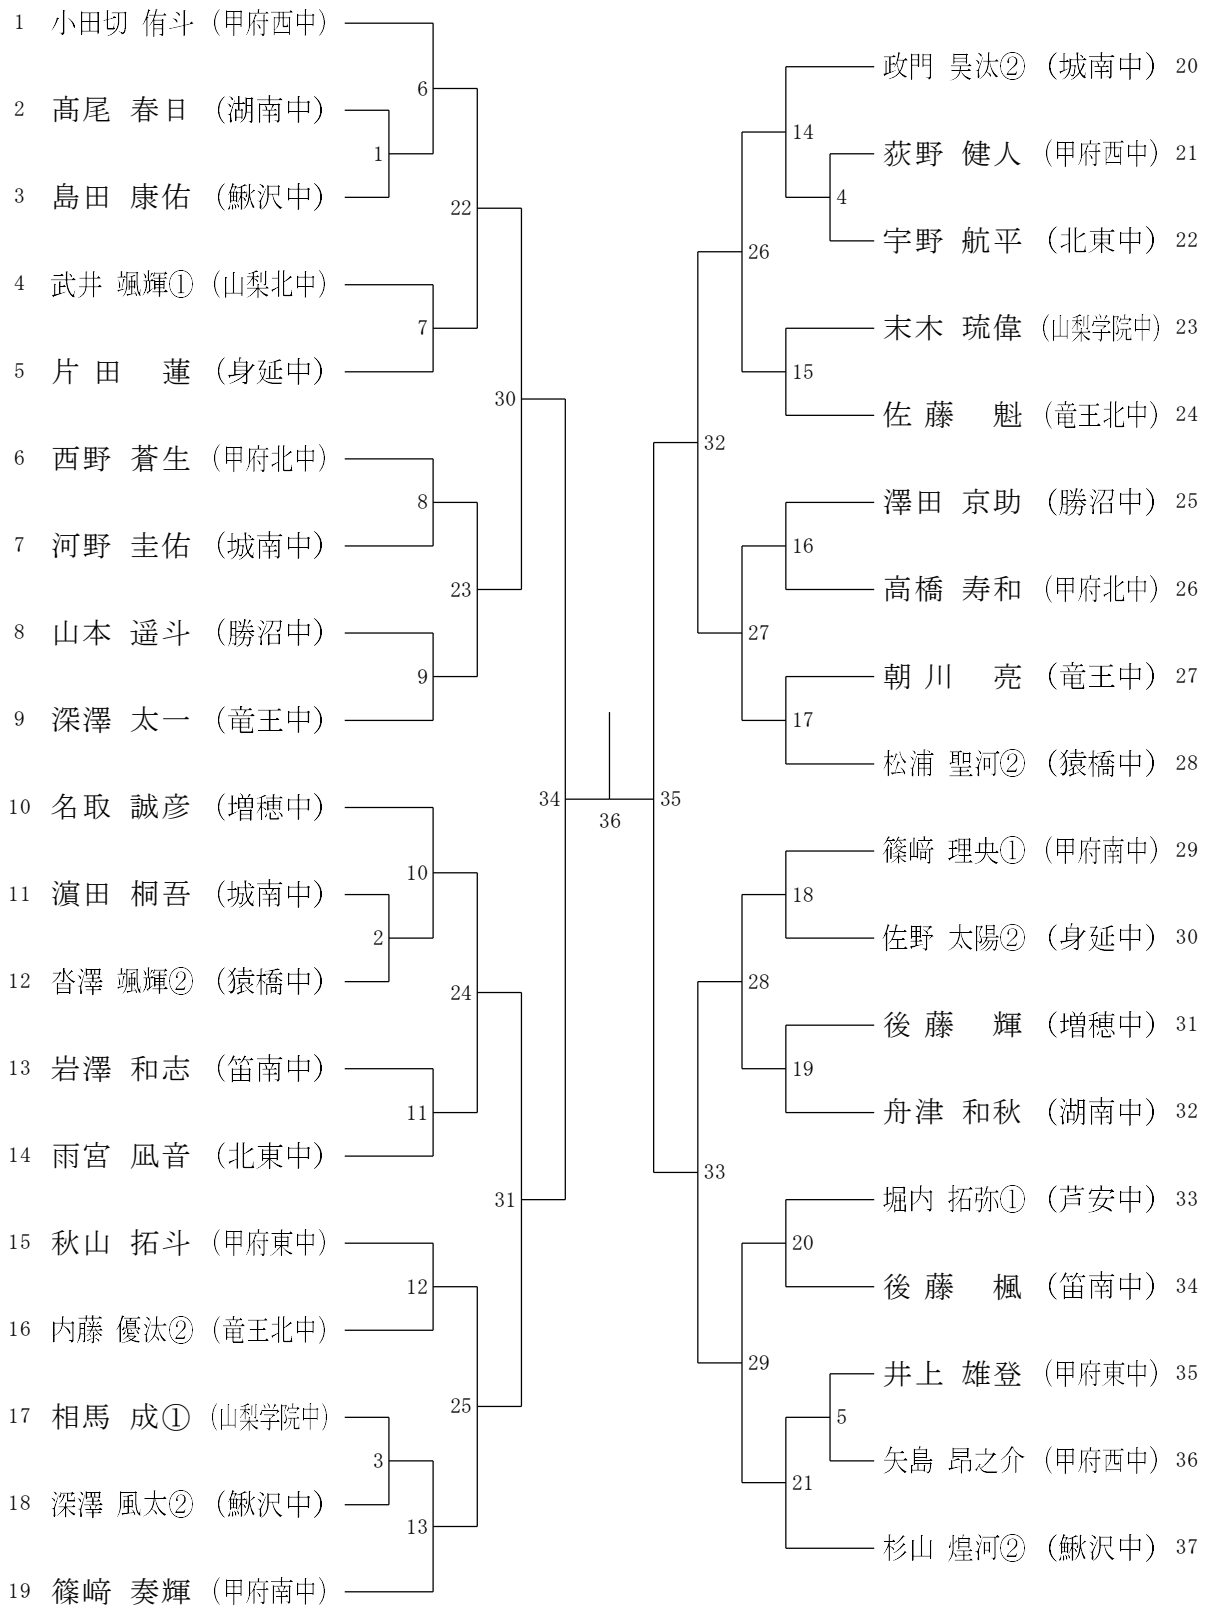 1 小田切 侑斗 (甲府西中)
2 髙尾 春日 (湖南中)
3 島田 康佑 (鰍沢中)
4 武井 颯輝① (山梨北中)
5 片田 蓮 (身延中)
6 西野 蒼生 (甲府北中)
7 河野 圭佑 (城南中)
8 山本 遥斗 (勝沼中)
9 深澤 太一 (竜王中)
10 名取 誠彦 (増穂中)
11 濵田 桐吾 (城南中)
12 沓澤 颯輝② (猿橋中)
13 岩澤 和志 (笛南中)
14 雨宮 凪音 (北東中)
15 秋山 拓斗 (甲府東中)
16 内藤 優汰② (竜王北中)
17 相馬 成① (山梨学院中)
18 深澤 風太② (鰍沢中)
19 篠﨑 奏輝 (甲府南中)
1
2
3
6
7
8
9
10
11
12
13
22
23
24
25
30
31
34
36
35
32
33
26
27
28
29
14
15
16
17
18
19
20
21
4
5
政門 昊汰② (城南中) 20
荻野 健人 (甲府西中) 21
宇野 航平 (北東中) 22
末木 琉偉 (山梨学院中) 23
佐藤 魁 (竜王北中) 24
澤田 京助 (勝沼中) 25
高橋 寿和 (甲府北中) 26
朝川 亮 (竜王中) 27
松浦 聖河② (猿橋中) 28
篠﨑 理央① (甲府南中) 29
佐野 太陽② (身延中) 30
後藤 輝 (増穂中) 31
舟津 和秋 (湖南中) 32
堀内 拓弥① (芦安中) 33
後藤 楓 (笛南中) 34
井上 雄登 (甲府東中) 35
矢島 昂之介 (甲府西中) 36
杉山 煌河② (鰍沢中) 37